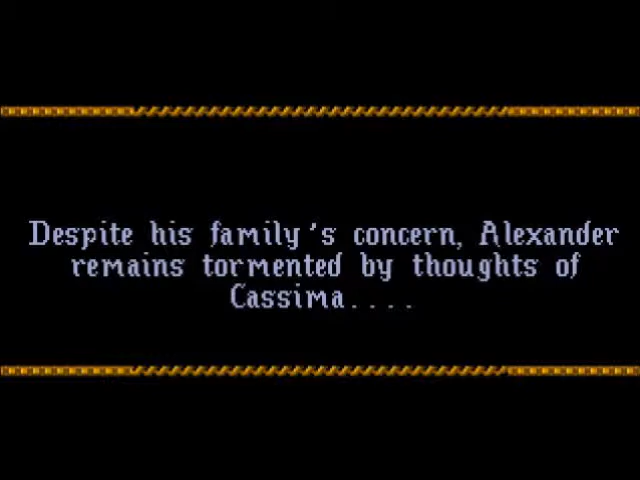 Despite his family's concern, Alexander
remains tormented by thoughts of
Cassima....